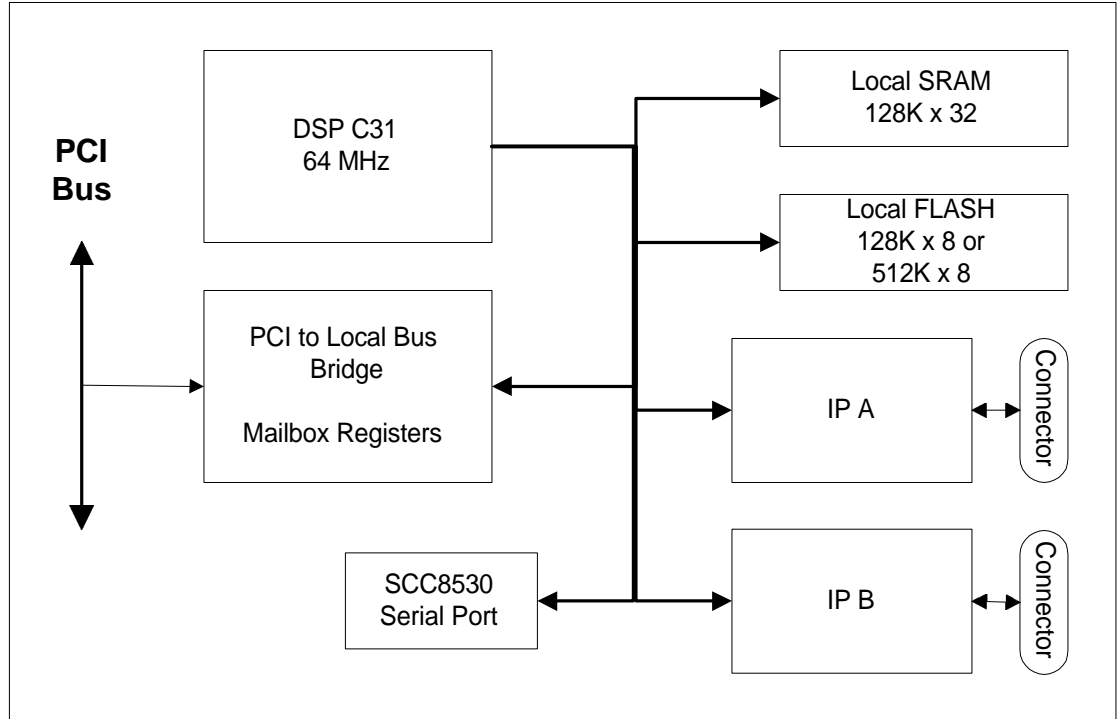 PCI
Bus
DSP C31
64 MHz
Local SRAM
128K x 32
Local FLASH
128K x 8 or
512K x 8
PCI to Local Bus
Bridge
Mailbox Registers
IP A
Connector
SCC8530
Serial Port
IP B
Connector